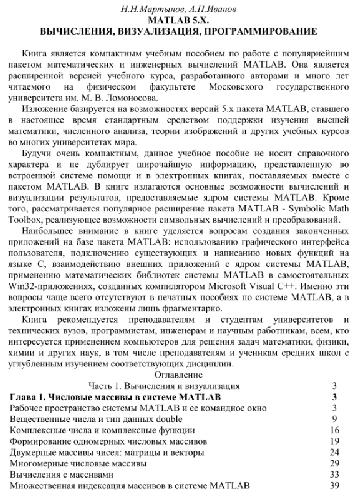 Н.Н.Мартынов, А.П.Иванов
MATLAB 5.X.
ВЫЧИСЛЕНИЯ, ВИЗУАЛИЗАЦИЯ, ПРОГРАММИРОВАНИЕ
Книга является компактным учебным пособием по работе с популярнейшим
пакетом математических и инженерных вычислений MATLAB. Она является
расширенной версией учебного курса, разработанного авторами и много лет
читаемого на физическом факультете Московского государственного
университета им. М. В. Ломоносова.
Изложение базируется на возможностях версий 5.x пакета MATLAB, ставшего
в настоящее время стандартным средством поддержки изучения высшей
математики, численного анализа, теории изображений и других учебных курсов
во многих университетах мира.
Будучи очень компактным, данное учебное пособие не носит справочного
характера и не дублирует широчайшую информацию, представленную во
встроенной системе помощи и в электронных книгах, поставляемых вместе с
пакетом MATLAB. В книге излагаются основные возможности вычислений и
визуализации результатов, предоставляемые ядром системы MATLAB. Кроме
того, рассматривается популярное расширение пакета MATLAB - Symbolic Math
Toolbox, реализующее возможности символьных вычислений и преобразований.
Наибольшее внимание в книге уделяется вопросам создания законченных
приложений на базе пакета MATLAB: использованию графического интерфейса
пользователя, подключению существующих и написанию новых функций на
языке С, взаимодействию внешних приложений с ядром системы MATLAB,
применению математических библиотек системы MATLAB в самостоятельных
Win32-приложениях, созданных компилятором Microsoft Visual C++. Именно эти
вопросы чаще всего отсутствуют в печатных пособиях по системе MATLAB, а в
электронных книгах изложены лишь фрагментарно.
Книга рекомендуется преподавателям и студентам университетов и
технических вузов, программистам, инженерам и научным работникам, всем, кто
интересуется применением компьютеров для решения задач математики, физики,
химии и других наук, в том числе преподавателям и ученикам средних школ с
углубленным изучением соответствующих дисциплин.
Оглавление
Часть 1. Вычисления и визуализация 3
Глава 1. Числовые массивы в системе MATLAB 3
Рабочее пространство системы MATLAB и ее командное окно 3
Вещественные числа и тип данных double 9
Комплексные числа и комплексные функции 16
Формирование одномерных числовых массивов 19
Двумерные массивы чисел: матрицы и векторы 24
Многомерные числовые массивы 29
Вычисления с массивами 33
Множественная индексация массивов в системе MATLAB 39